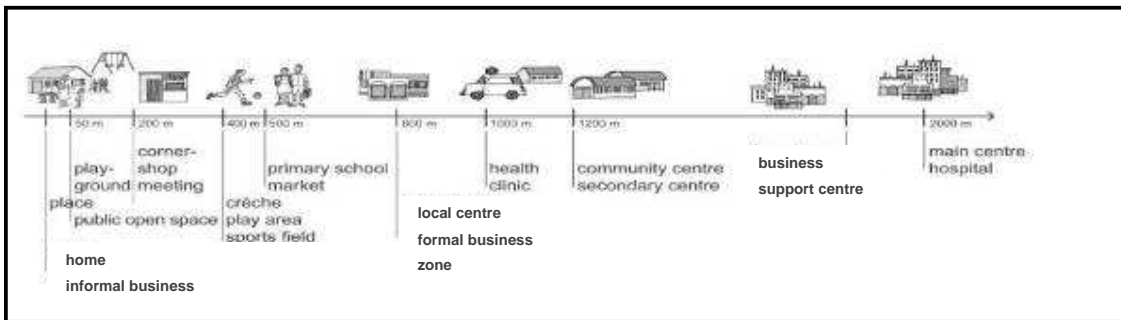 50 m 200 m 400 m 500 m 800 m 1000 m 1200 m 2000 m
play-
ground
place
public open space
corner-
shop
meeting
primary school
market
crèche
play area
sports field
health
clinic
community centre
secondary centre
business
support centre
main centre
hospital
local centre
formal business
zone
home
informal business